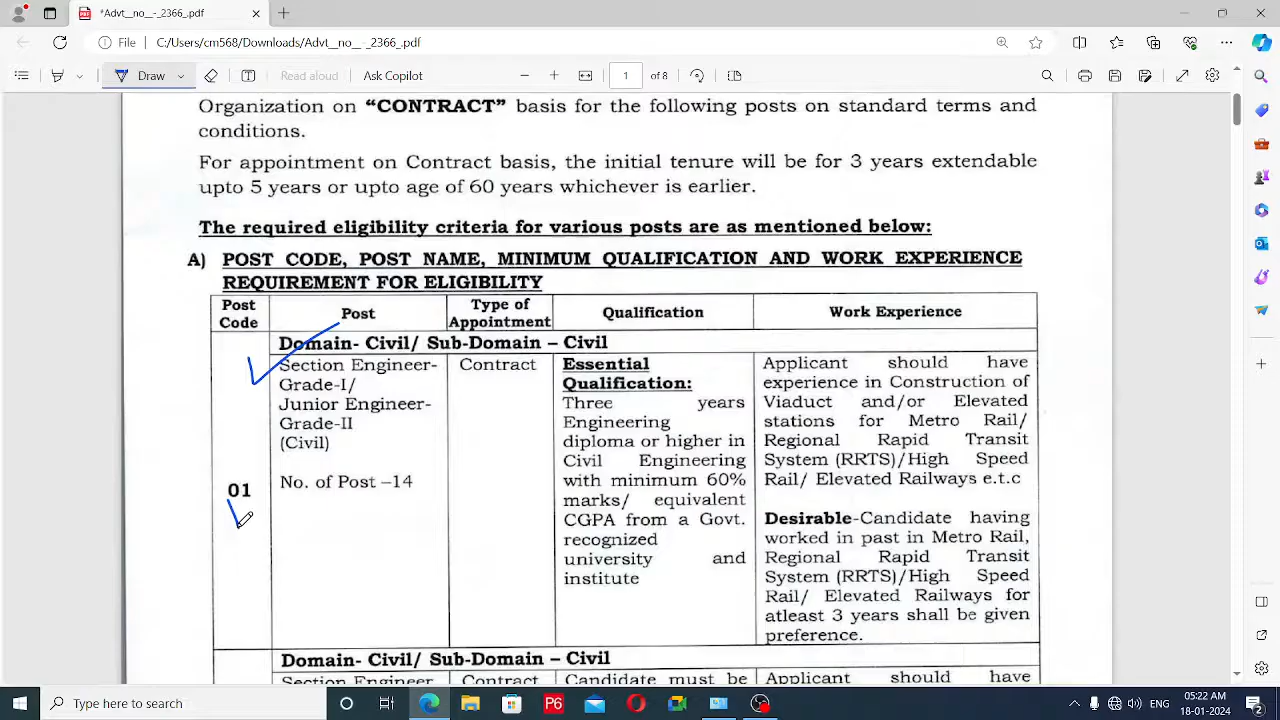 *Advt_no_-_2366_.pdf
File
C:/Users/cm568/Downloads/Advt_no_-_2366_.pdf
Draw
Read aloud
Ask Copilot
1
of 8
Organization on “CONTRACT” basis for the following posts on standard terms and
conditions.
For appointment on Contract basis, the initial tenure will be for 3 years extendable
upto 5 years or upto age of 60 years whichever is earlier.
The required eligibility criteria for various posts are as mentioned below:
A) POST CODE, POST NAME, MINIMUM QUALIFICATION AND WORK EXPERIENCE
REQUIREMENT FOR ELIGIBILITY
Post
Code
Post
Type of
Appointment
Qualification
Work Experience
Domain- Civil/ Sub-Domain – Civil
01
Section Engineer-
Grade-I/
Junior Engineer-
Grade-II
(Civil)
No. of Post –14
Contract
Essential
Qualification:
Three years
Engineering
diploma or higher in
Civil Engineering
with minimum 60%
marks/ equivalent
CGPA from a Govt.
recognized
university and
institute
Applicant should have
experience in Construction of
Viaduct and/or Elevated
stations for Metro Rail/
Regional Rapid Transit
System (RRTS)/High Speed
Rail/ Elevated Railways e.t.c
Desirable-Candidate having
worked in past in Metro Rail,
Regional Rapid Transit
System (RRTS)/High Speed
Rail/ Elevated Railways for
atleast 3 years shall be given
preference.
Domain- Civil/ Sub-Domain – Civil
Section Engineer
Contract
Candidate must be
Applicant should have
Type here to search
P6
05:22 AM
18-01-2024
2